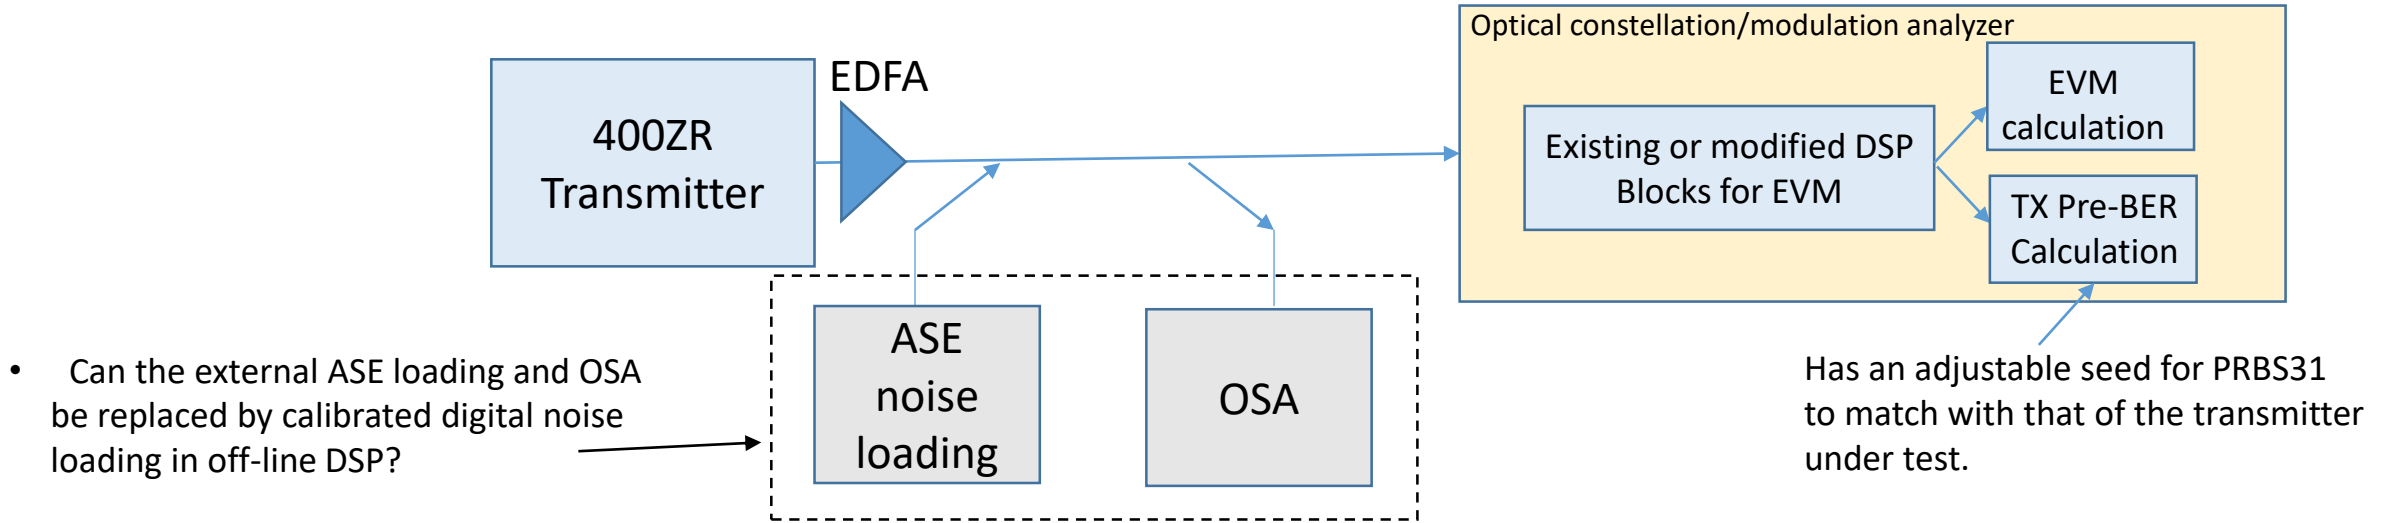 Optical constellation/modulation analyzer
EDFA
400ZR
Transmitter
EVM
calculation
Existing or modified DSP
Blocks for EVM
TX Pre-BER
Calculation
ASE
noise
loading
OSA
• Can the external ASE loading and OSA
be replaced by calibrated digital noise
loading in off-line DSP?
Has an adjustable seed for PRBS31
to match with that of the transmitter
under test.